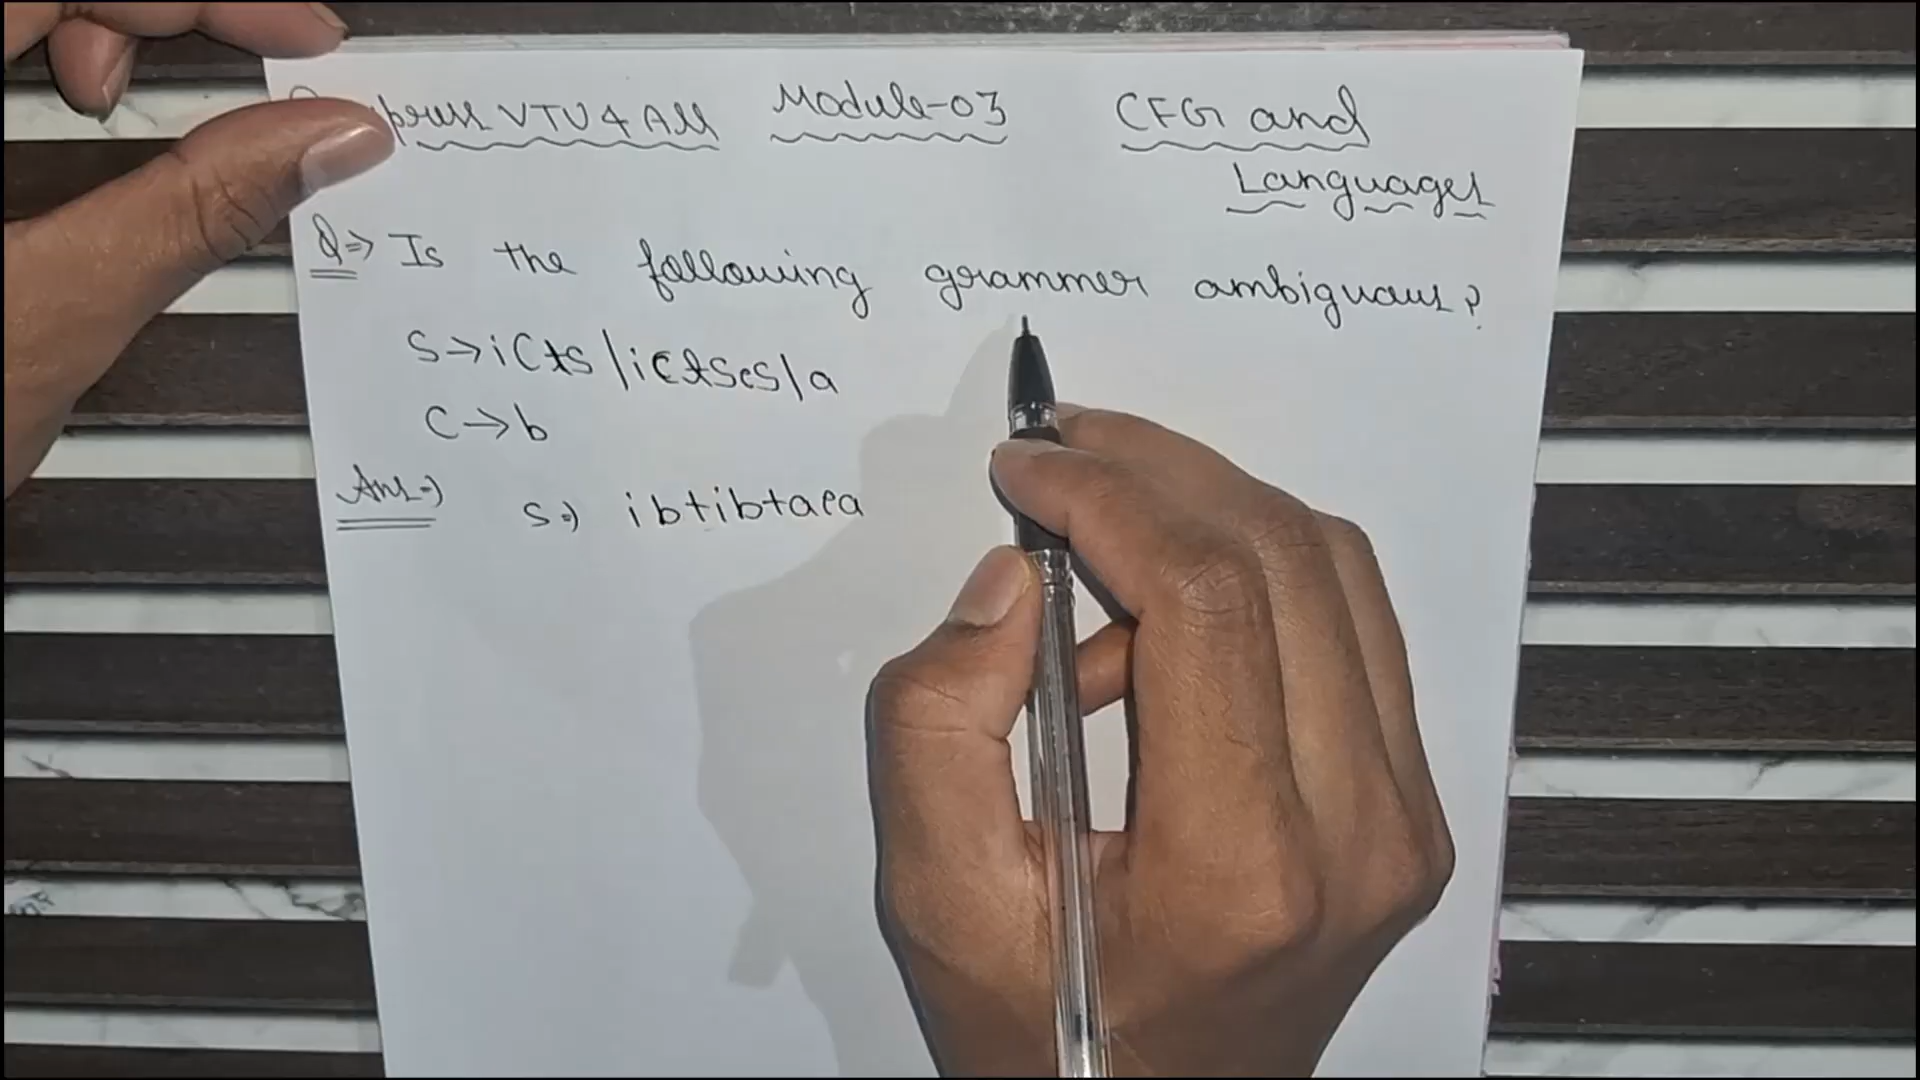 VTU 4 All Module-03 CFG and
Languages
Q⇒ Is the following grammer ambiguous?
S→iCtS/iCtSeS/a
C→b
Ans⇒ S⇒ ibtibtaea